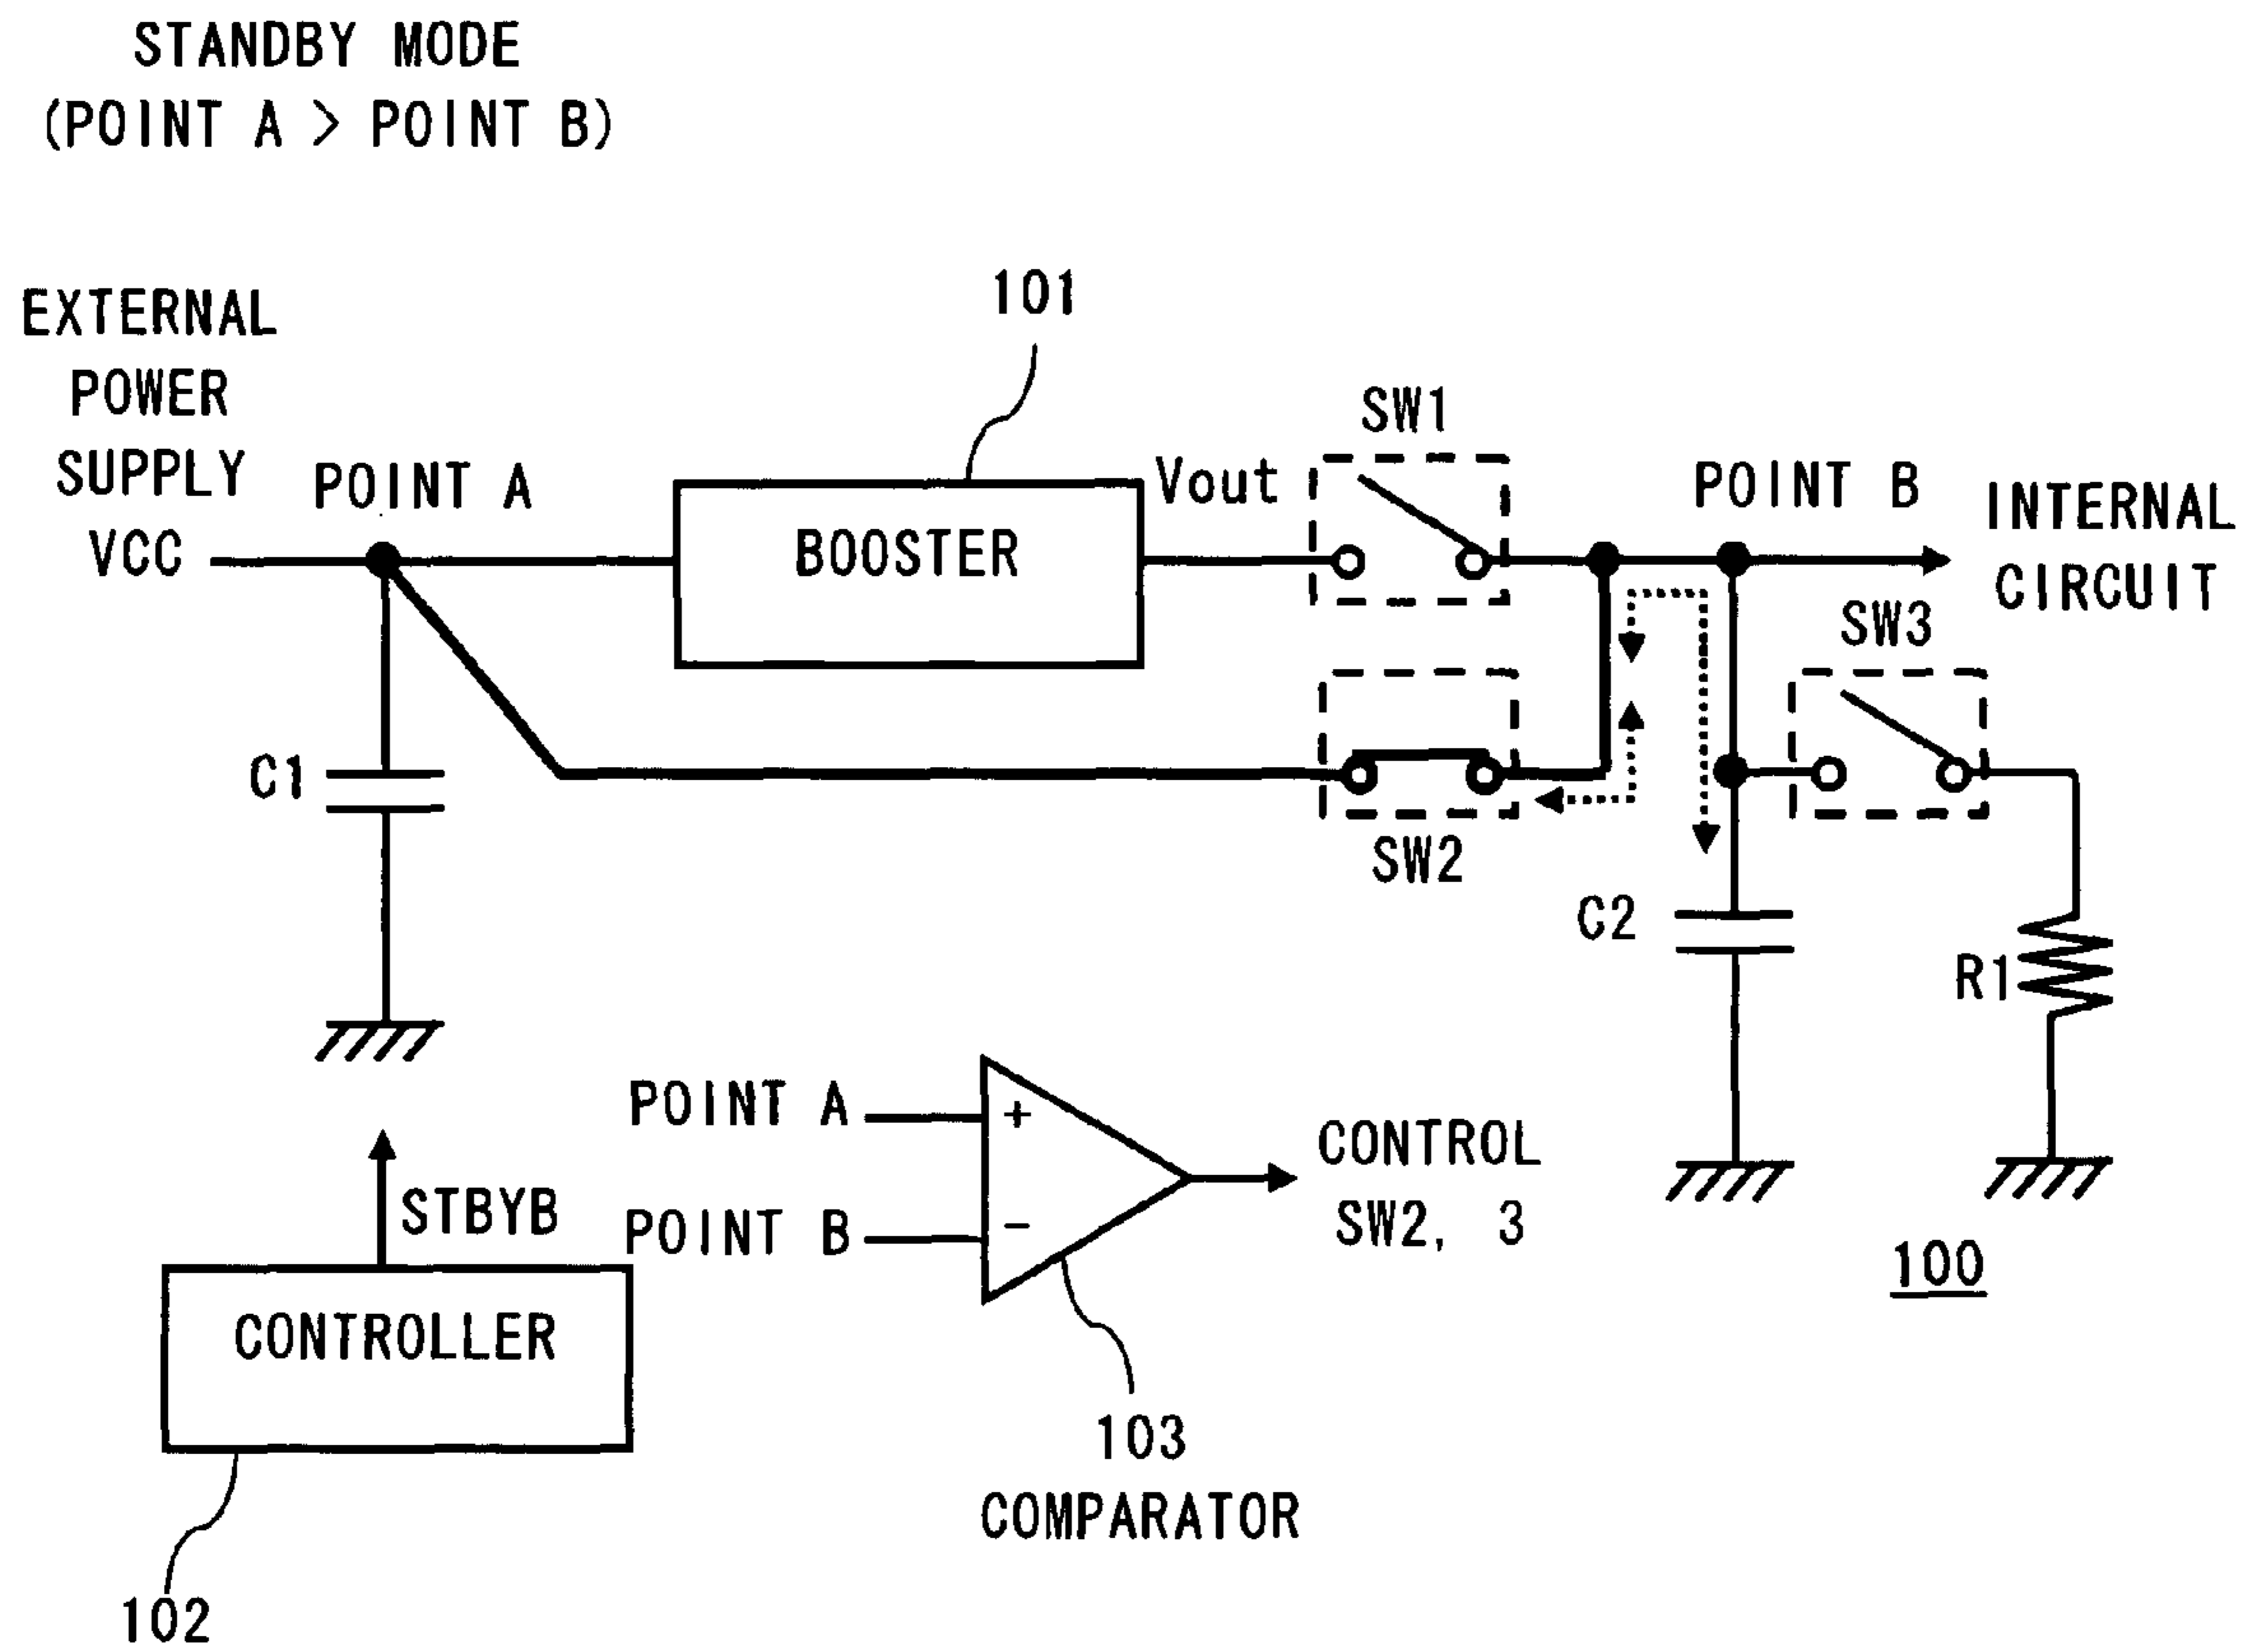 STANDBY MODE
(POINT A > POINT B)
EXTERNAL
POWER
SUPPLY
VCC
POINT A
101
BOOSTER
Vout
SW1
POINT B
INTERNAL
CIRCUIT
SW3
C1
SW2
C2
R1
POINT A
+
POINT B
−
CONTROL
SW2, 3
STBYB
CONTROLLER
100
103
COMPARATOR
102